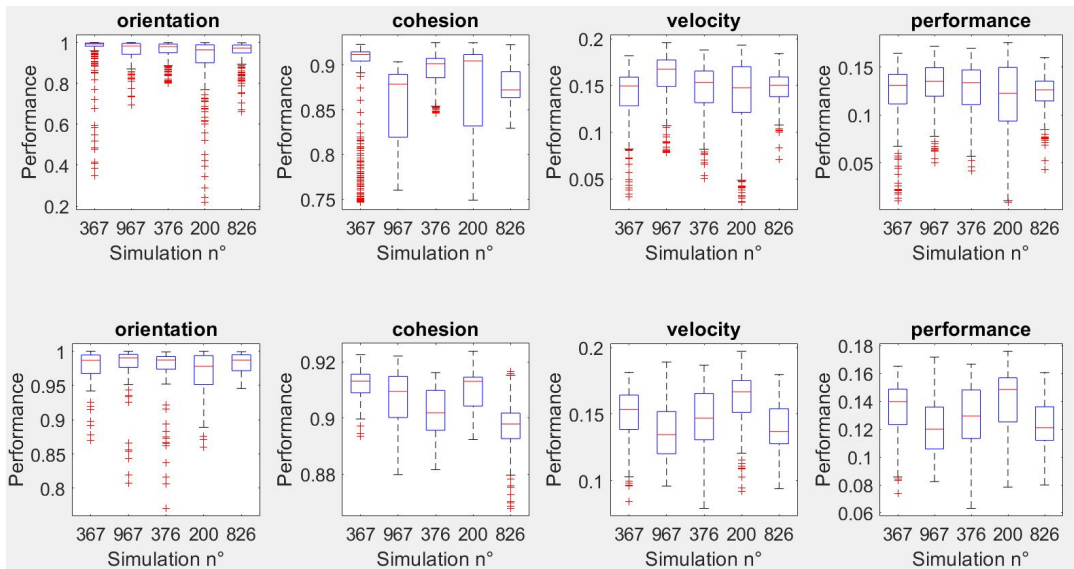 orientation cohesion velocity performance
Performance 1 0.8 0.6 0.4 0.2
Performance 0.9 0.85 0.8 0.75
Performance 0.2 0.15 0.1 0.05
Performance 0.15 0.1 0.05
367 967 376 200 826 367 967 376 200 826 367 967 376 200 826 367 967 376 200 826
Simulation n° Simulation n° Simulation n° Simulation n°
orientation cohesion velocity performance
Performance 1 0.95 0.9 0.85 0.8
Performance 0.92 0.9 0.88
Performance 0.2 0.15 0.1
Performance 0.18 0.16 0.14 0.12 0.1 0.08 0.06
367 967 376 200 826 367 967 376 200 826 367 967 376 200 826 367 967 376 200 826
Simulation n° Simulation n° Simulation n° Simulation n°